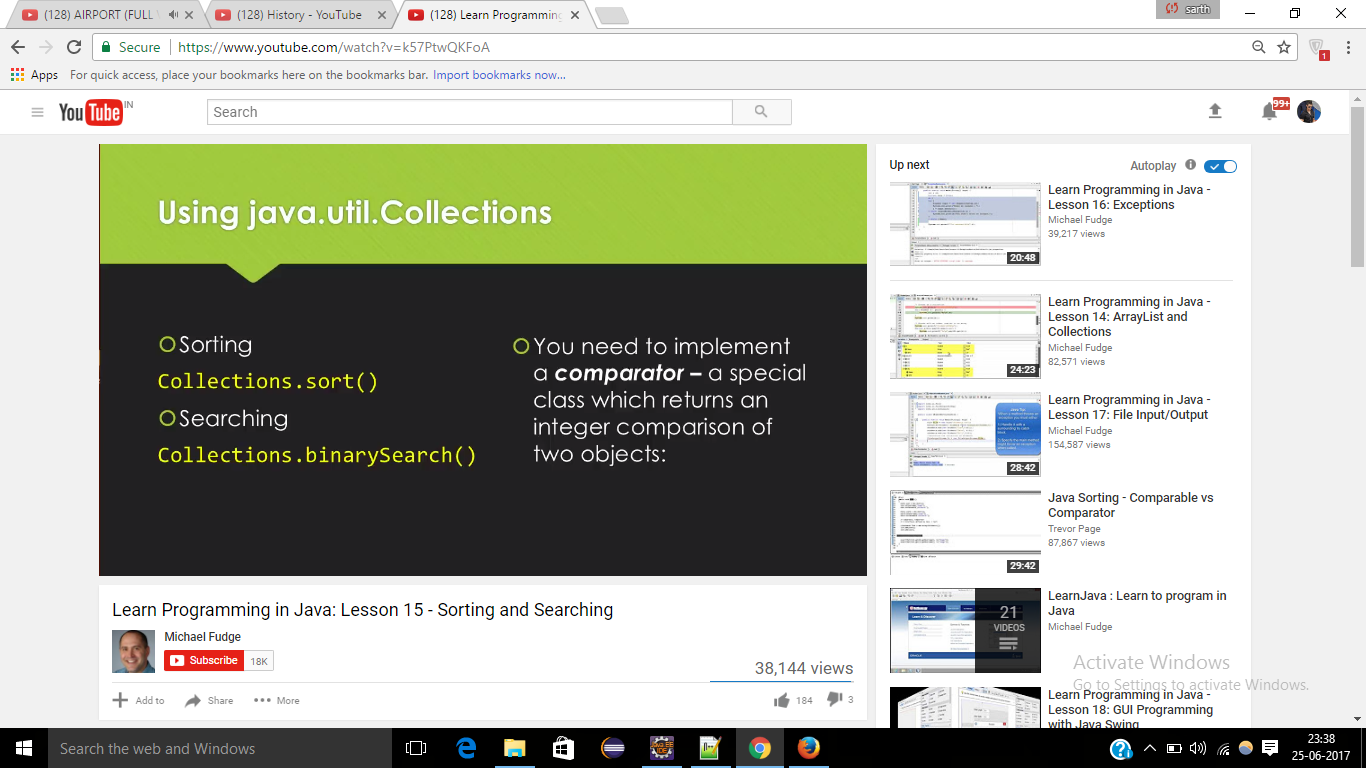 (128) AIRPORT (FULL
(128) History - YouTube
(128) Learn Programming
sarth
Secure https://www.youtube.com/watch?v=k57PtwQKFoA
1
Apps For quick access, place your bookmarks here on the bookmarks bar. Import bookmarks now...
YouTube IN
Search
99+
Using java.util.Collections
Sorting
Collections.sort()
Searching
Collections.binarySearch()
You need to implement
a comparator – a special
class which returns an
integer comparison of
two objects:
Learn Programming in Java: Lesson 15 - Sorting and Searching
Michael Fudge
Subscribe 18K
38,144 views
Add to Share More 184 3
Up next Autoplay
Learn Programming in Java -
Lesson 16: Exceptions
Michael Fudge
39,217 views
20:48
Learn Programming in Java -
Lesson 14: ArrayList and
Collections
Michael Fudge
82,571 views
24:23
Learn Programming in Java -
Lesson 17: File Input/Output
Michael Fudge
154,587 views
28:42
Java Sorting - Comparable vs
Comparator
Trevor Page
87,867 views
29:42
LearnJava : Learn to program in
Java
Michael Fudge
21
VIDEOS
Learn Programming in Java -
Lesson 18: GUI Programming
with Java Swing
Activate Windows
Go to Settings to activate Windows.
Search the web and Windows
23:38
25-06-2017